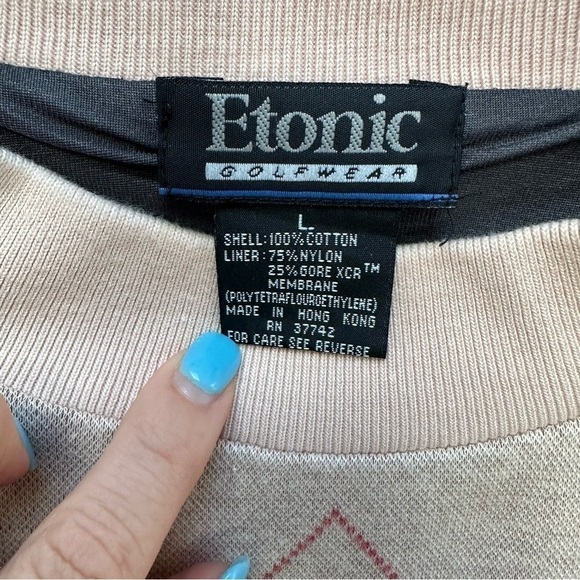 Etonic
GOLFWEAR
L.
SHELL:100%COTTON
LINER:75%NYLON
25%GORE XCR™
MEMBRANE
(POLYTETRAFLOUROETHYLENE)
MADE IN HONG KONG
RN 37742
FOR CARE SEE REVERSE